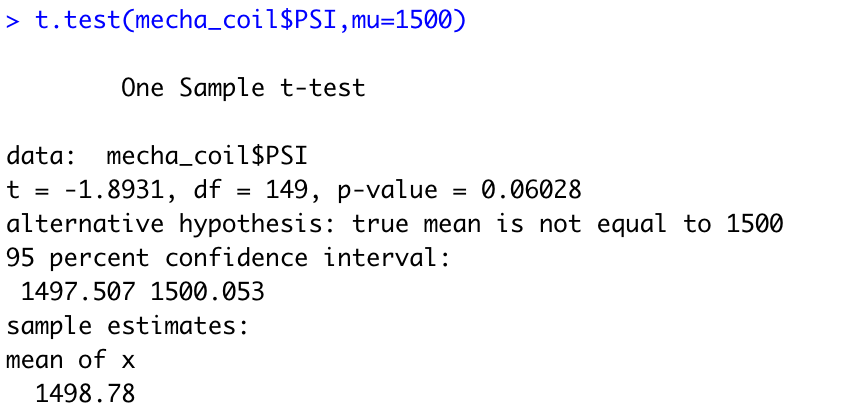 > t.test(mecha_coil$PSI,mu=1500)
One Sample t-test
data:  mecha_coil$PSI
t = -1.8931, df = 149, p-value = 0.06028
alternative hypothesis: true mean is not equal to 1500
95 percent confidence interval:
1497.507 1500.053
sample estimates:
mean of x
1498.78